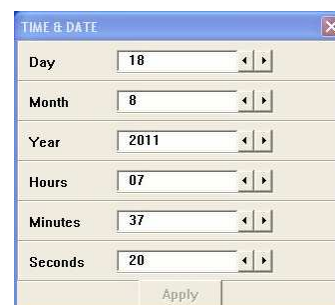 TIME & DATE
Day 18
Month 8
Year 2011
Hours 07
Minutes 37
Seconds 20
Apply